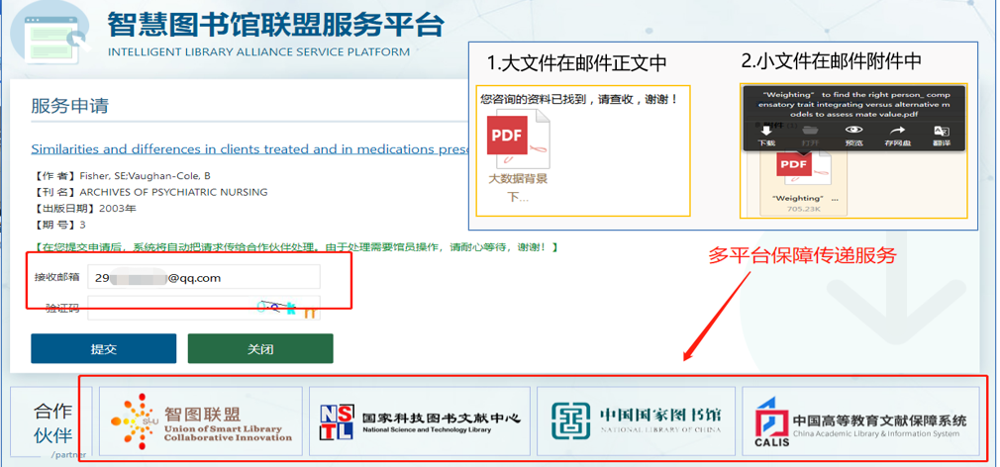 智慧图书馆联盟服务平台
INTELLIGENT LIBRARY ALLIANCE SERVICE PLATFORM
服务申请
Similarities and differences in clients treated and in medications
【作 者】Fisher, SE;Vaughan-Cole, B
【刊 名】ARCHIVES OF PSYCHIATRIC NURSING
【出版日期】2003年
【期 号】3
【在您提交申请后，系统将自动把请求传给合作伙伴处理。由于处理需要馆员操作，请耐心等待，谢谢！】
接收邮箱
29
@qq.com
验证码
提交
关闭
1.大文件在邮件正文中
您咨询的资料已找到，请查收，谢谢！
PDF
大数据背景
下...
2.小文件在邮件附件中
"Weighting" to find the right person_ comp
ensatory trait integrating versus alternative m
odels to assess mate value.pdf
下载
打开
预览
存网盘
翻译
PDF
"Weighting" ...
705.23K
多平台保障传递服务
合作
伙伴
/partner
智图联盟
Union of Smart Library
Collaborative Innovation
NS
TL
国家科技图书文献中心
National Science and Technology Library
中国国家图书馆
NATIONAL LIBRARY OF CHINA
CALIS
中国高等教育文献保障系统
China Academic Library & Information System